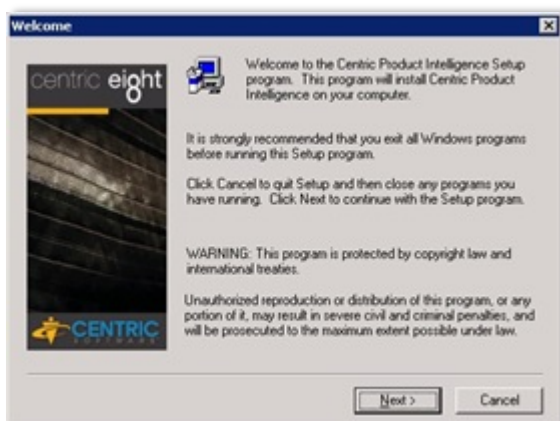 Welcome
centric eight
Welcome to the Centric Product Intelligence Setup
program. This program will install Centric Product
Intelligence on your computer.
It is strongly recommended that you exit all Windows programs
before running this Setup program.
Click Cancel to quit Setup and then close any programs you
have running. Click Next to continue with the Setup program.
WARNING: This program is protected by copyright law and
international treaties.
Unauthorized reproduction or distribution of this program, or any
portion of it, may result in severe civil and criminal penalties, and
will be prosecuted to the maximum extent possible under law.
CENTRIC
SOFTWARE
Next >
Cancel